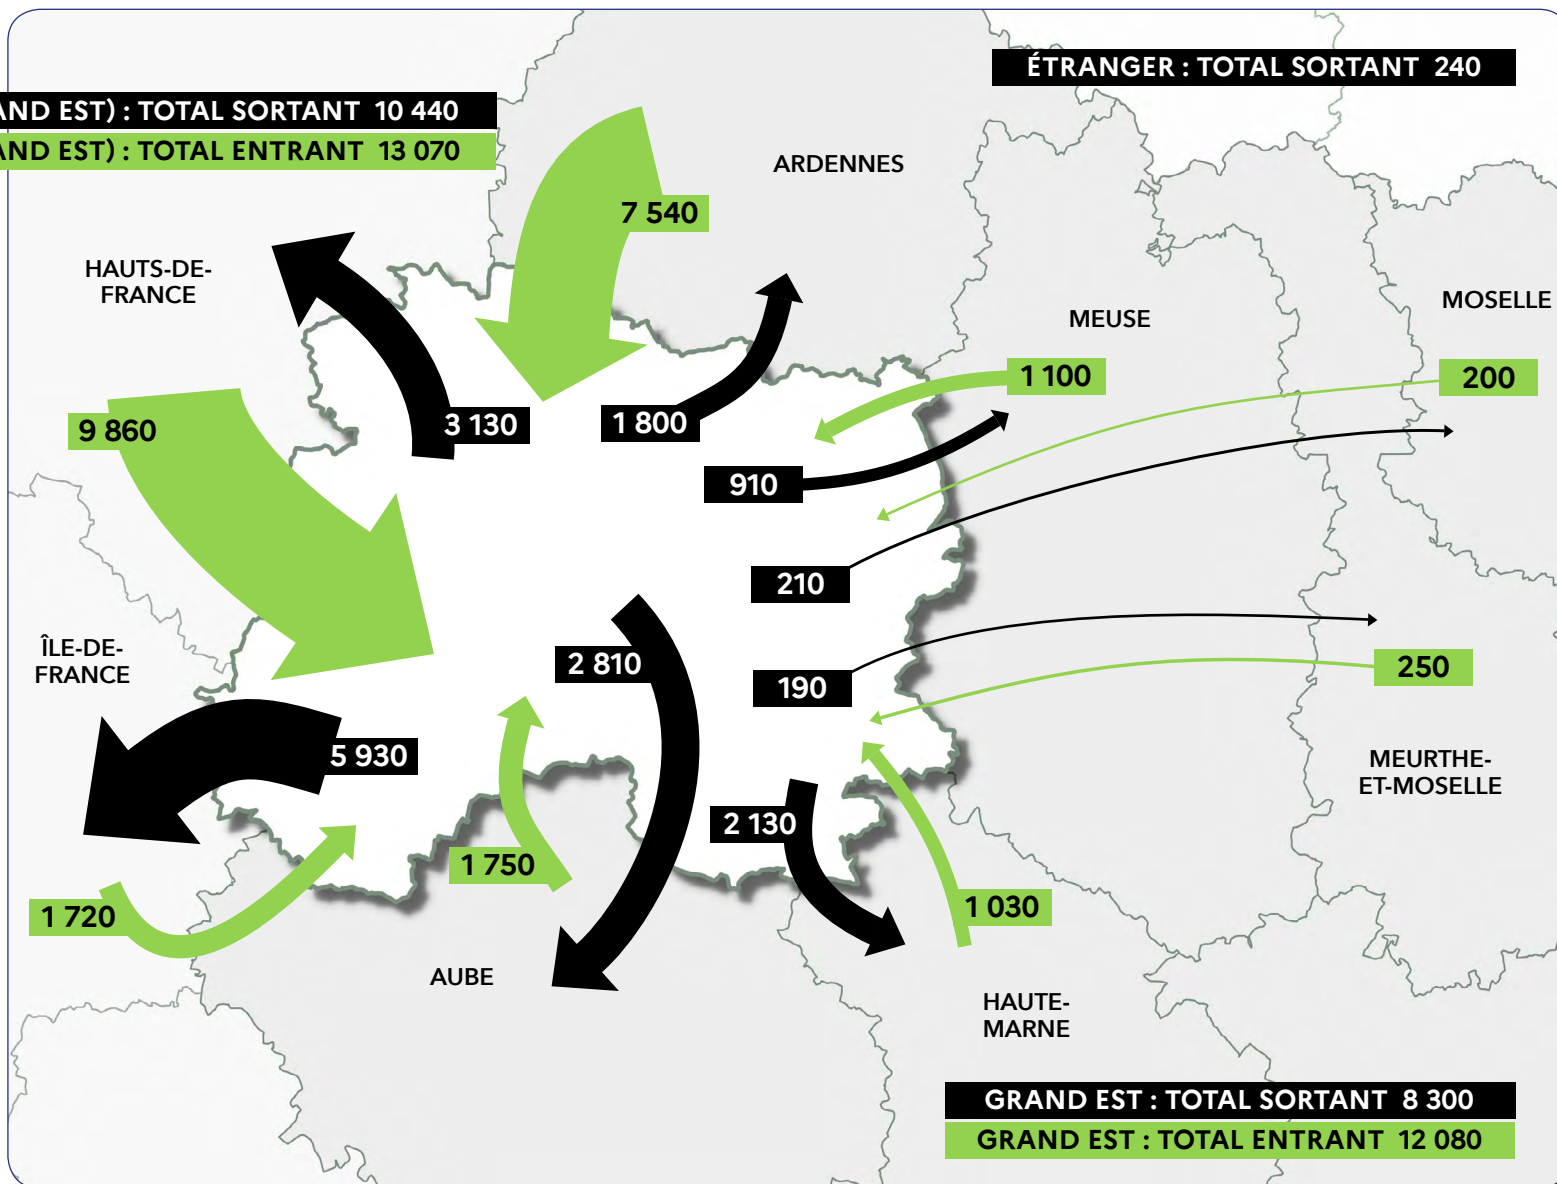 ÉTRANGER : TOTAL SORTANT 240
AND EST) : TOTAL SORTANT 10 440
AND EST) : TOTAL ENTRANT 13 070
ARDENNES
7 540
HAUTS-DE-
FRANCE
MOSELLE
MEUSE
1 100
200
9 860
3 130
1 800
910
210
ÎLE-DE-
FRANCE
2 810
190
250
5 930
MEURTHE-
ET-MOSELLE
2 130
1 750
1 720
1 030
AUBE
HAUTE-
MARNE
GRAND EST : TOTAL SORTANT 8 300
GRAND EST : TOTAL ENTRANT 12 080